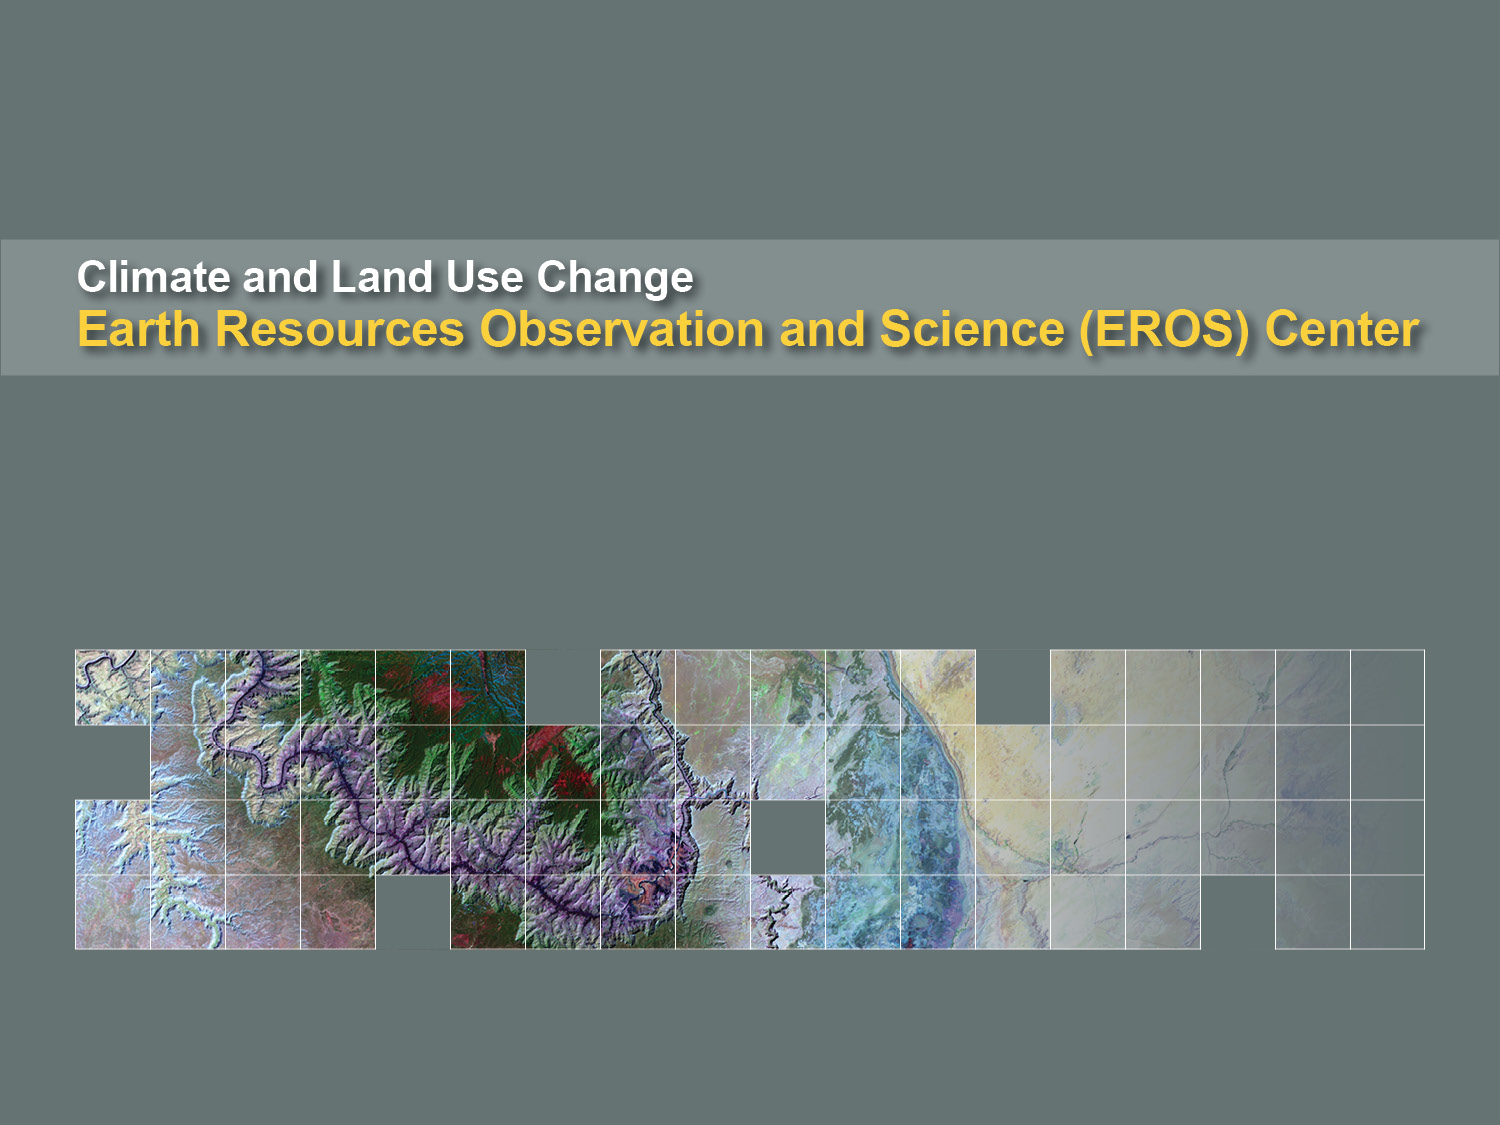 Climate and Land Use Change
Earth Resources Observation and Science (EROS) Center